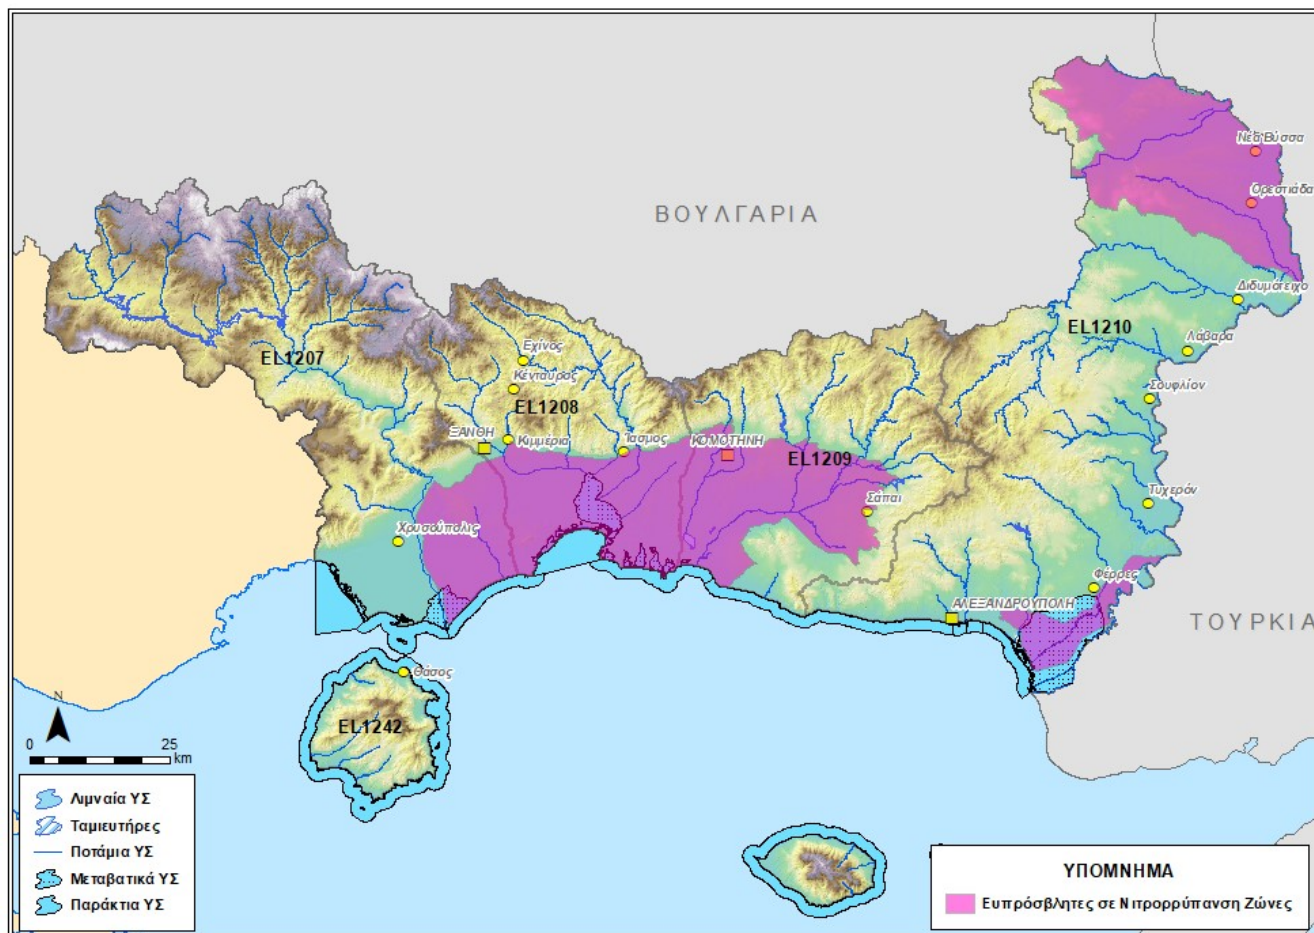 ΒΟΥΛΓΑΡΙΑ
Νέα Βύσσα
Ορεστιάδα
Διδυμότειχο
EL1210
Λάβαρα
EL1207
Εχίνος
Κένταυρος
Σουφλίον
EL1208
ΞΑΝΘΗ
Κιμμέρια
Ίασμος
ΚΟΜΟΤΗΝΗ
EL1209
Σάπαι
Τυχερόν
Χρυσούπολις
Φέρρες
ΑΛΕΞΑΝΔΡΟΥΠΟΛΗ
ΤΟΥΡΚΙΑ
Θάσος
EL1242
N
0 25
km
Λιμναία ΥΣ
Ταμιευτήρες
Ποτάμια ΥΣ
Μεταβατικά ΥΣ
Παράκτια ΥΣ
ΥΠΟΜΝΗΜΑ
Ευπρόσβλητες σε Νιτρορρύπανση Ζώνες